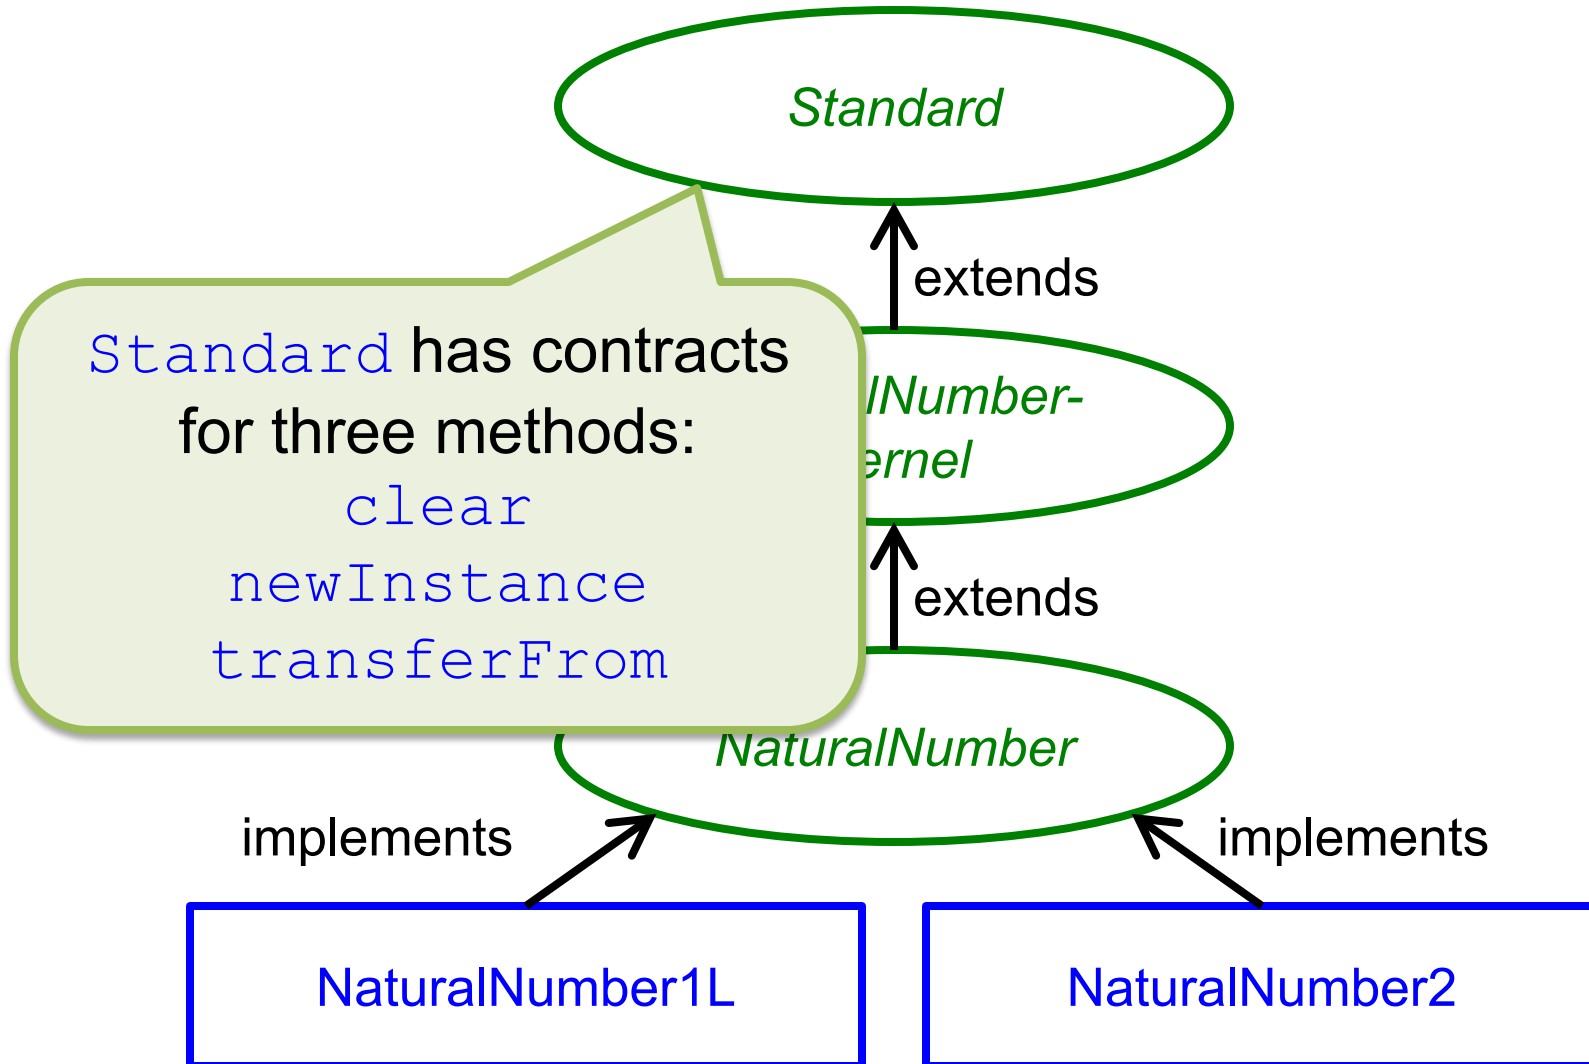 Standard
extends
Standard has contracts
for three methods:
clear
newInstance
transferFrom
lNumber-
ernel
extends
NaturalNumber
implements
implements
NaturalNumber1L
NaturalNumber2